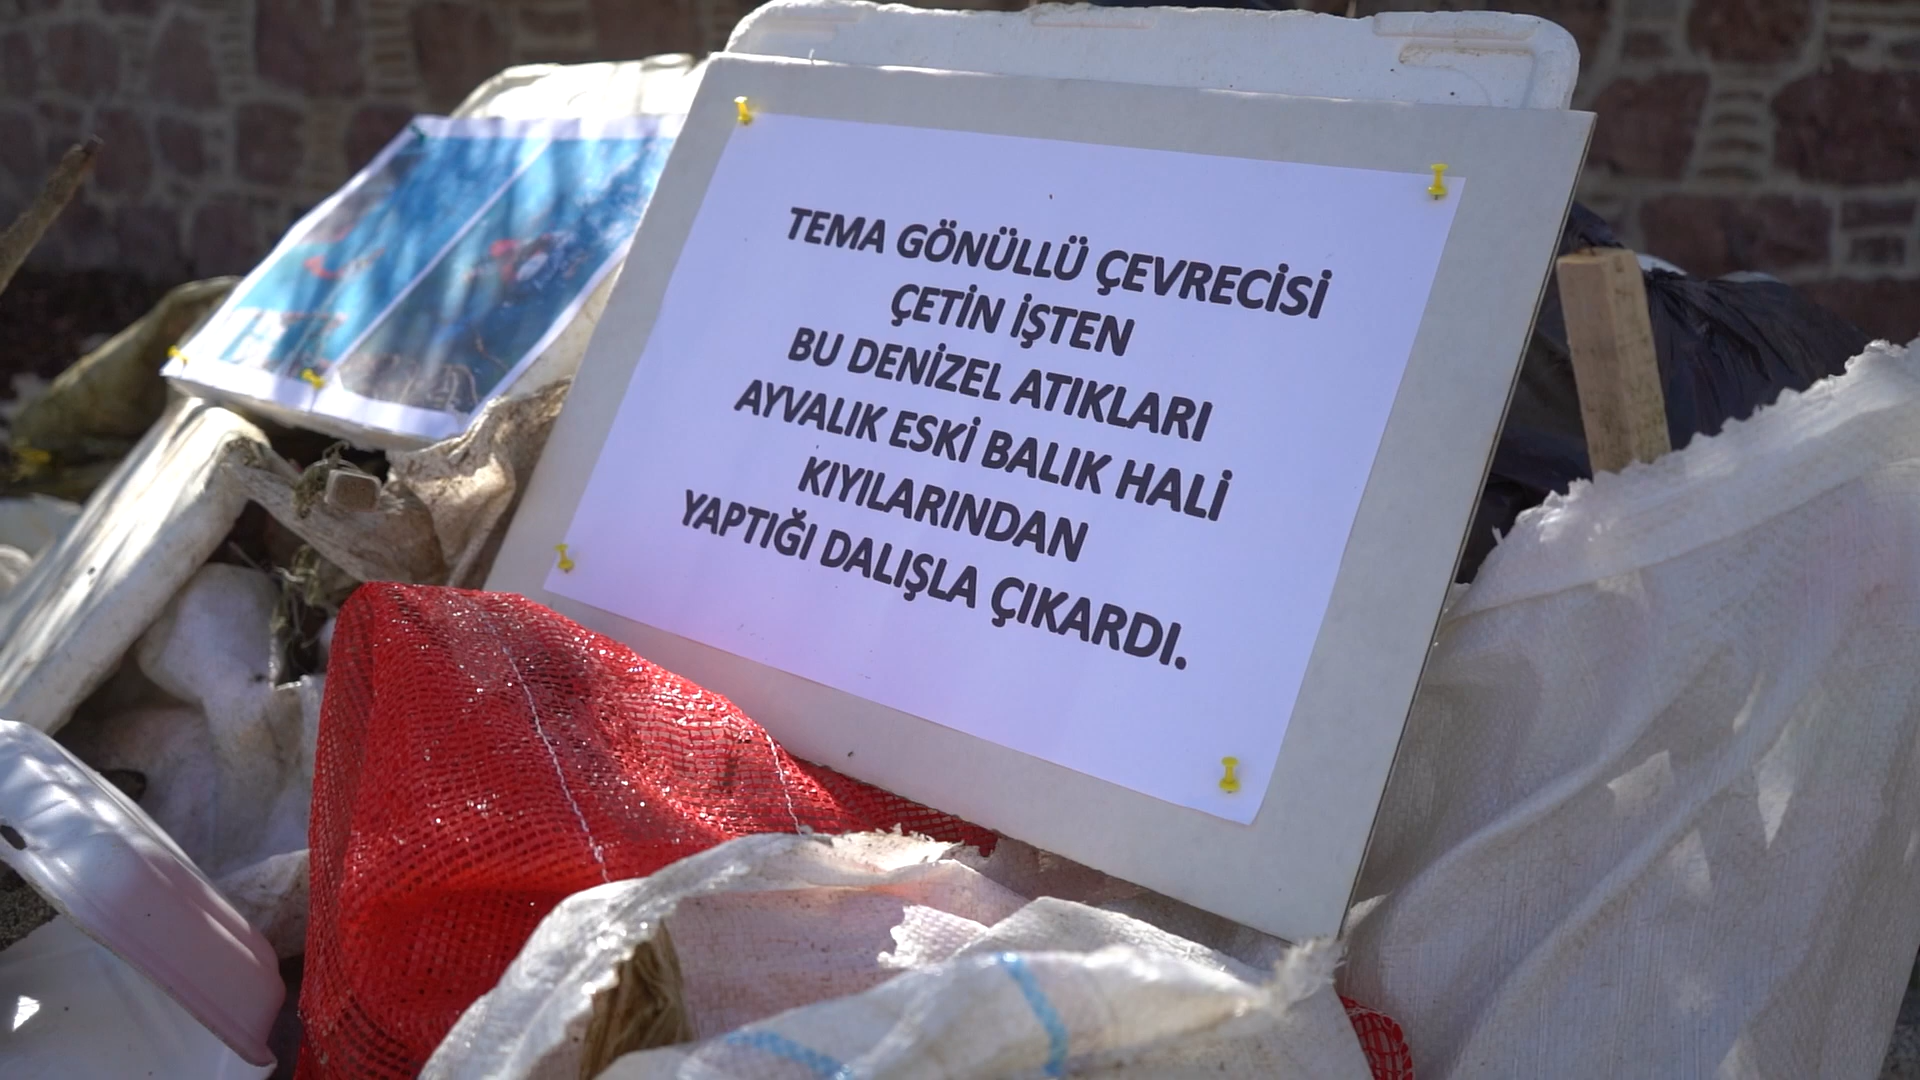 TEMA GÖNÜLLÜ ÇEVRECİSİ
ÇETİN İŞTEN
BU DENİZEL ATIKLARI
AYVALIK ESKİ BALIK HALİ
KIYILARINDAN
YAPTIĞI DALIŞLA ÇIKARDI.